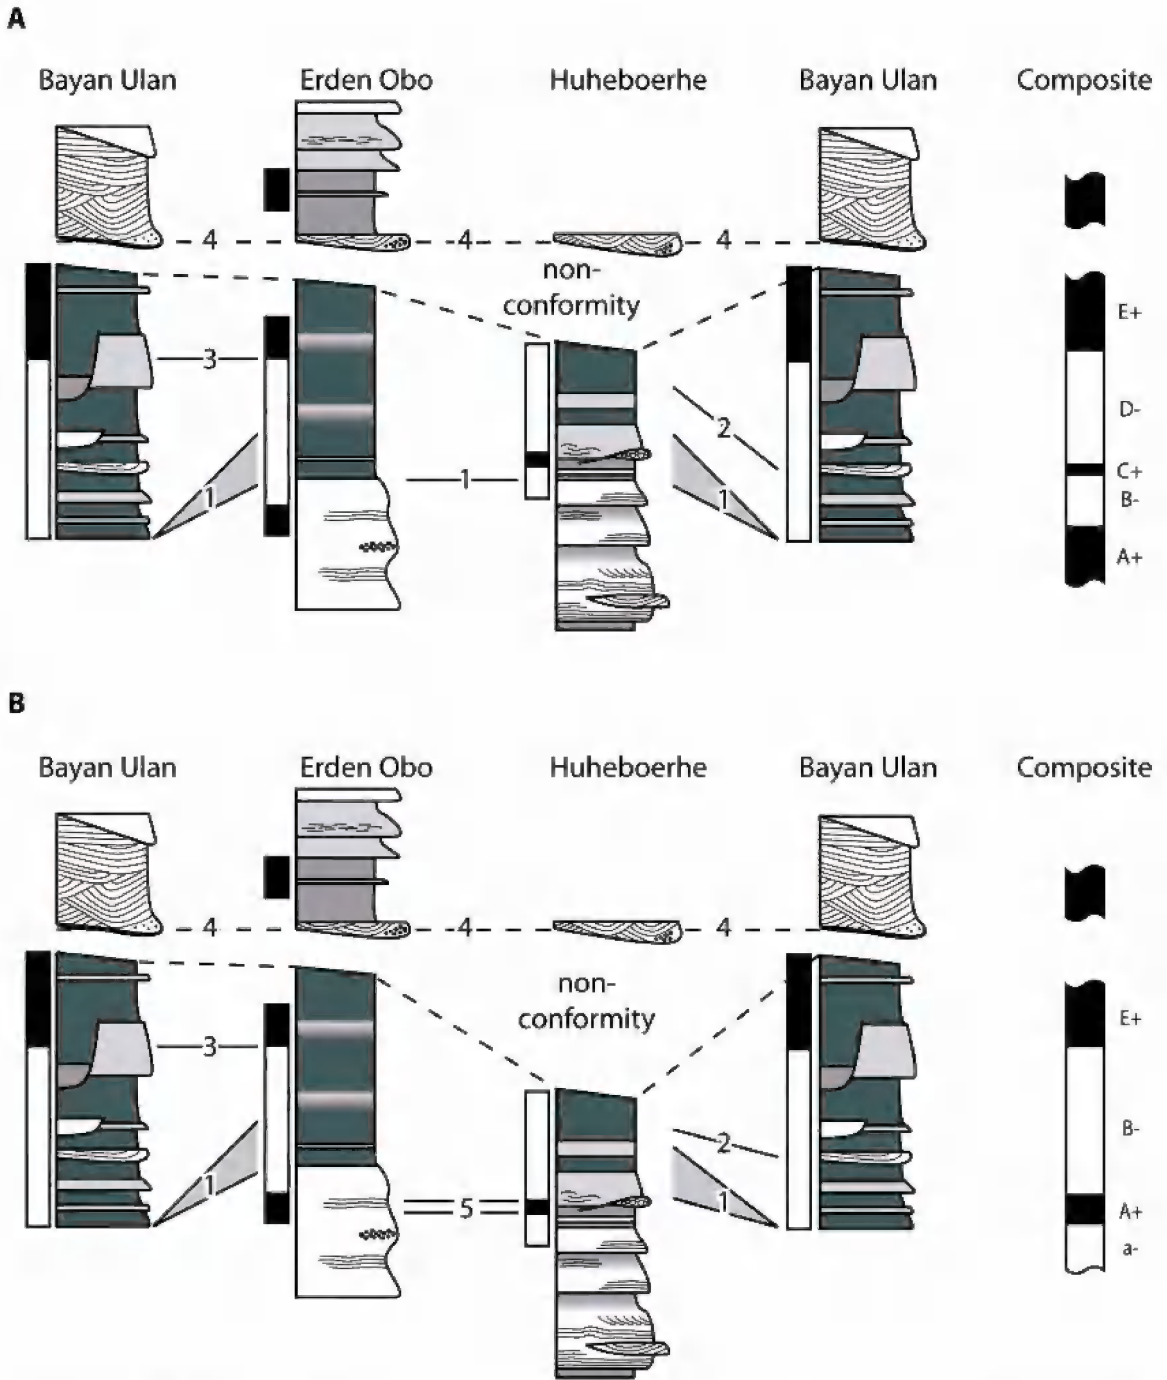 A
Bayan Ulan Erden Obo Huheboerhe Bayan Ulan Composite
4 4 4
non-
conformity
E+
3
D-
2
1 1 1
C+
B-
A+
B
Bayan Ulan Erden Obo Huheboerhe Bayan Ulan Composite
4 4 4
non-
conformity
E+
3
B-
2
1 5 1
A+
a-